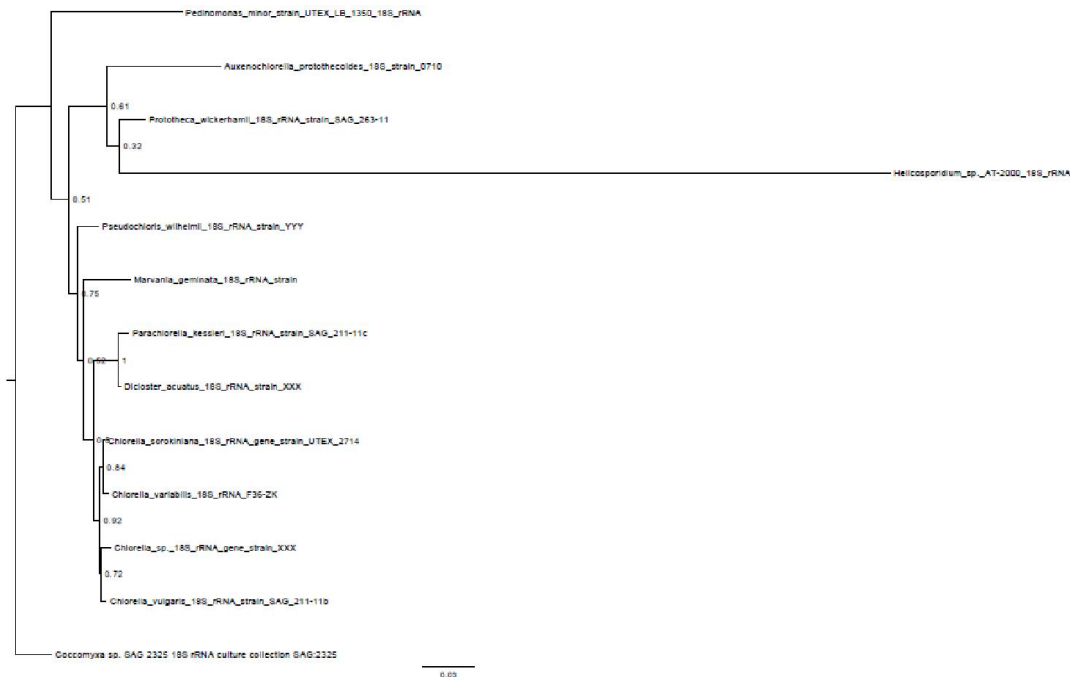 Pedinomonas_minor_strain_UTEX_LB_1350_18S_rRNA
Auxenochlorella_protothecoides_18S_strain_0710
0.61
Prototheca_wickerhamii_18S_rRNA_strain_SAG_263-11
0.32
Helicosporidium_sp._AT-2000_18S_rRNA
0.51
Pseudochloris_wilhelmii_18S_rRNA_strain_YYY
Marvania_geminata_18S_rRNA_strain
0.75
Parachlorella_kessleri_18S_rRNA_strain_SAG_211-11c
1
Dicloster_acuatus_18S_rRNA_strain_XXX
Chlorella_sorokiniana_18S_rRNA_gene_strain_UTEX_2714
0.84
Chlorella_variabilis_18S_rRNA_F36-ZK
0.92
Chlorella_sp._18S_rRNA_gene_strain_XXX
0.72
Chlorella_vulgaris_18S_rRNA_strain_SAG_211-11b
Coccomyxa sp. SAG 2325 18S rRNA culture collection SAG:2325